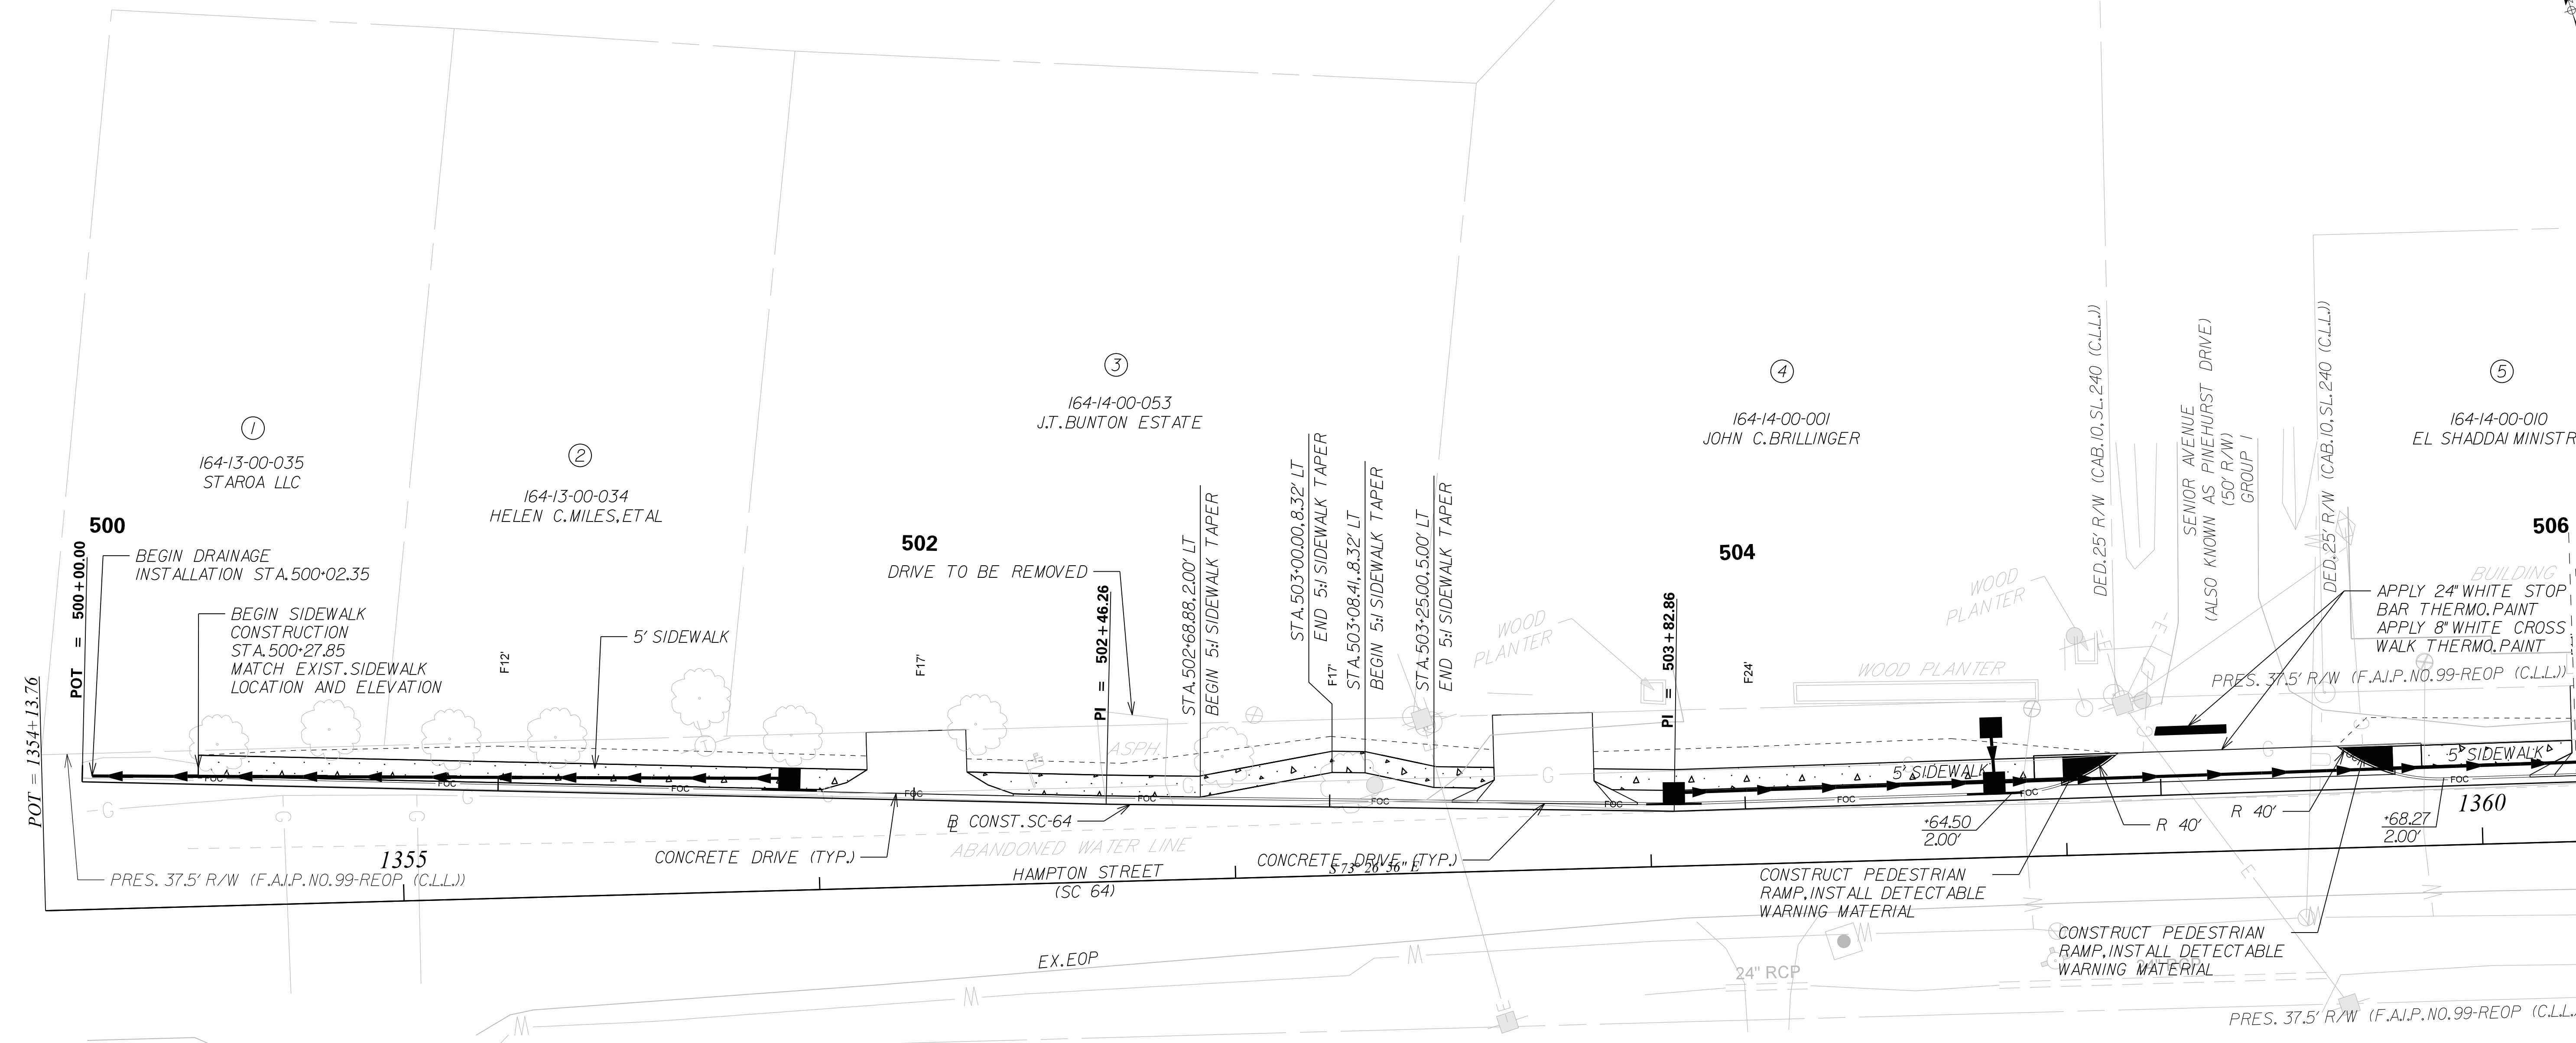 ①
164-13-00-035
STAROA LLC
②
164-13-00-034
HELEN C. MILES, ETAL
③
164-14-00-053
J.T. BUNTON ESTATE
④
164-14-00-001
JOHN C. BRILLINGER
⑤
164-14-00-010
EL SHADDAI MINISTR
500
502
504
506
POT = 500+00.00
POT = 1354+13.76
BEGIN DRAINAGE
INSTALLATION STA. 500+02.35
BEGIN SIDEWALK
CONSTRUCTION
STA. 500+27.85
MATCH EXIST. SIDEWALK
LOCATION AND ELEVATION
5' SIDEWALK
F12'
F17'
DRIVE TO BE REMOVED
PI = 502+46.26
STA. 502+68.88, 2.00' LT
BEGIN 5:1 SIDEWALK TAPER
STA. 503+00.00, 8.32' LT
END 5:1 SIDEWALK TAPER
F17'
STA. 503+08.41, 8.32' LT
BEGIN 5:1 SIDEWALK TAPER
STA. 503+25.00, 5.00' LT
END 5:1 SIDEWALK TAPER
WOOD
PLANTER
PI = 503+82.86
F24'
WOOD PLANTER
WOOD
PLANTER
DED. 25' R/W (CAB. 10, SL. 240 (C.L.L.))
SENIOR AVENUE
(ALSO KNOWN AS PINEHURST DRIVE)
(50' R/W)
GROUP 1
DED. 25' R/W (CAB. 10, SL. 240 (C.L.L.))
BUILDING
APPLY 24" WHITE STOP
BAR THERMO. PAINT
APPLY 8" WHITE CROSS
WALK THERMO. PAINT
PRES. 37.5' R/W (F.A.I.P. NO. 99-REOP (C.L.L.))
ASPH.
5' SIDEWALK
5' SIDEWALK
FOC
FOC
FOC
FOC
FOC
FOC
FOC
FOC
FOC
FOC
G
G
G
G
G
G
B CONST. SC-64
ABANDONED WATER LINE
CONCRETE DRIVE (TYP.)
CONCRETE DRIVE (TYP.)
S 73° 26' 56" E
HAMPTON STREET
(SC 64)
1355
1360
PRES. 37.5' R/W (F.A.I.P. NO. 99-REOP (C.L.L.))
+64.50
2.00'
R 40'
R 40'
+68.27
2.00'
CONSTRUCT PEDESTRIAN
RAMP, INSTALL DETECTABLE
WARNING MATERIAL
CONSTRUCT PEDESTRIAN
RAMP, INSTALL DETECTABLE
WARNING MATERIAL
EX. EOP
24" RCP
24" RCP
W
W
W
W
E
E
PRES. 37.5' R/W (F.A.I.P. NO. 99-REOP (C.L.L.